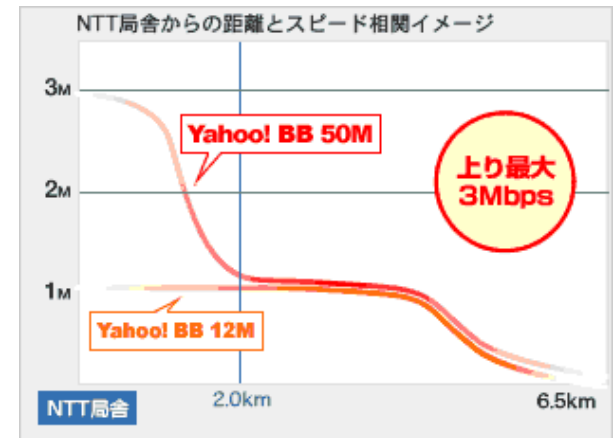 NTT局舎からの距離とスピード相関イメージ
3M
Yahoo! BB 50M
上り最大
3Mbps
2M
1M
Yahoo! BB 12M
NTT局舎
2.0km
6.5km